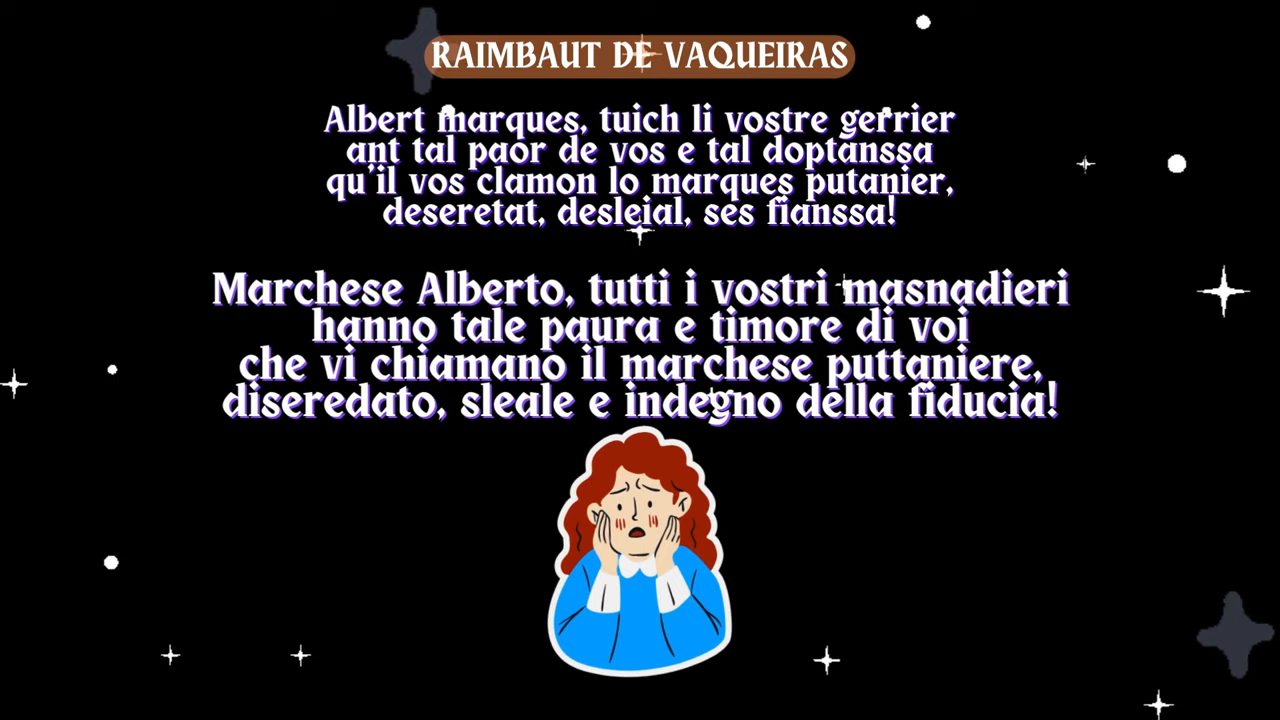 RAIMBAUT DE VAQUEIRAS
Albert marques, tuich li vostre gerrier
ant tal paor de vos e tal doptanssa
qu'il vos clamon lo marques putanier,
deseretat, desleial, ses fianssa!
Marchese Alberto, tutti i vostri masnadieri
hanno tale paura e timore di voi
che vi chiamano il marchese puttaniere,
diseredato, sleale e indegno della fiducia!